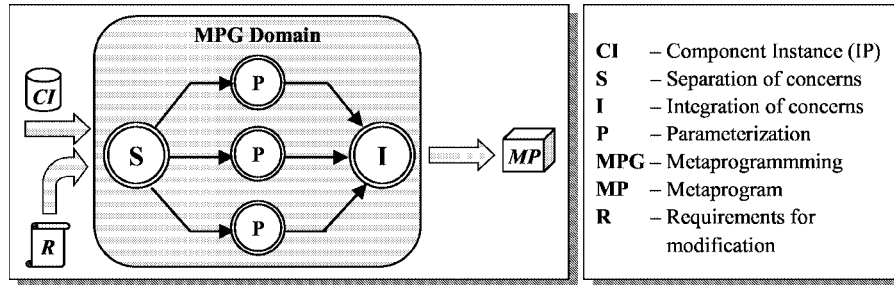 MPG Domain
P
CI
S
P
I
MP
R
P
CI – Component Instance (IP)
S – Separation of concerns
I – Integration of concerns
P – Parameterization
MPG – Metaprogrammming
MP – Metaprogram
R – Requirements for
modification